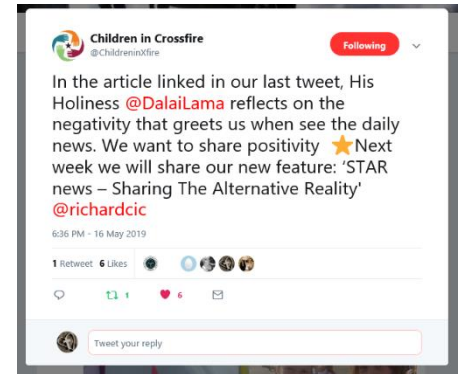 Children in Crossfire
@ChildreninXfire
Following
In the article linked in our last tweet, His
Holiness @DalaiLama reflects on the
negativity that greets us when see the daily
news. We want to share positivity ⭐Next
week we will share our new feature: ‘STAR
news – Sharing The Alternative Reality'
@richardcic
6:36 PM - 16 May 2019
1 Retweet 6 Likes
1 6
Tweet your reply